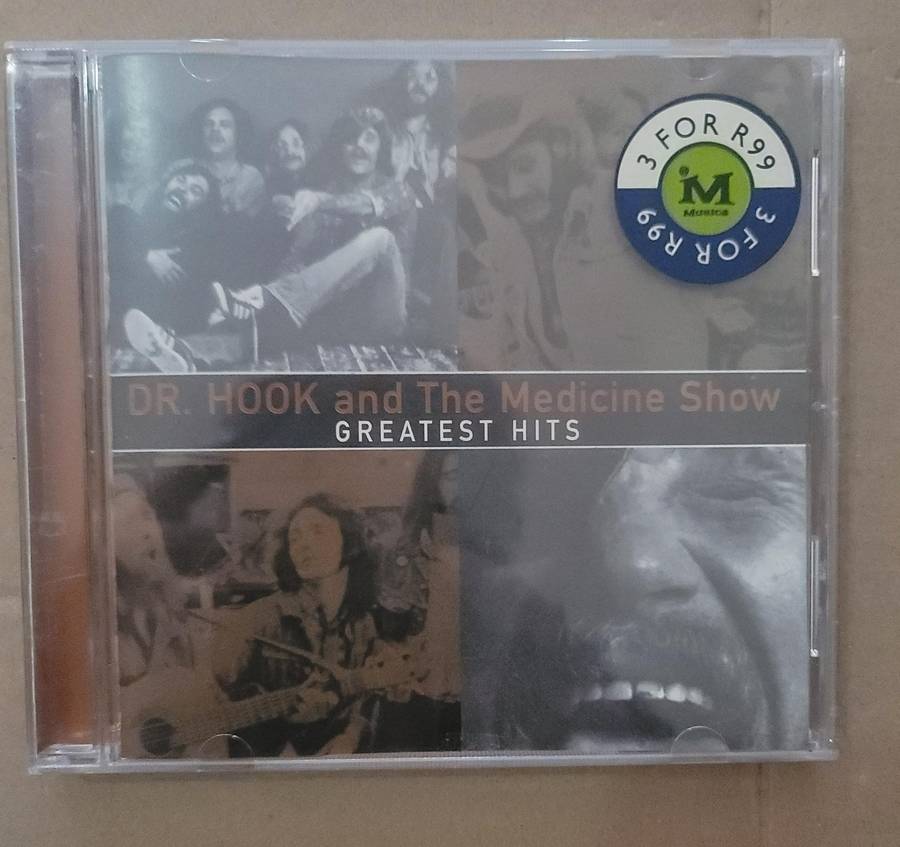 3 FOR R99
M
Musica
3 FOR R99
DR. HOOK and The Medicine Show
GREATEST HITS